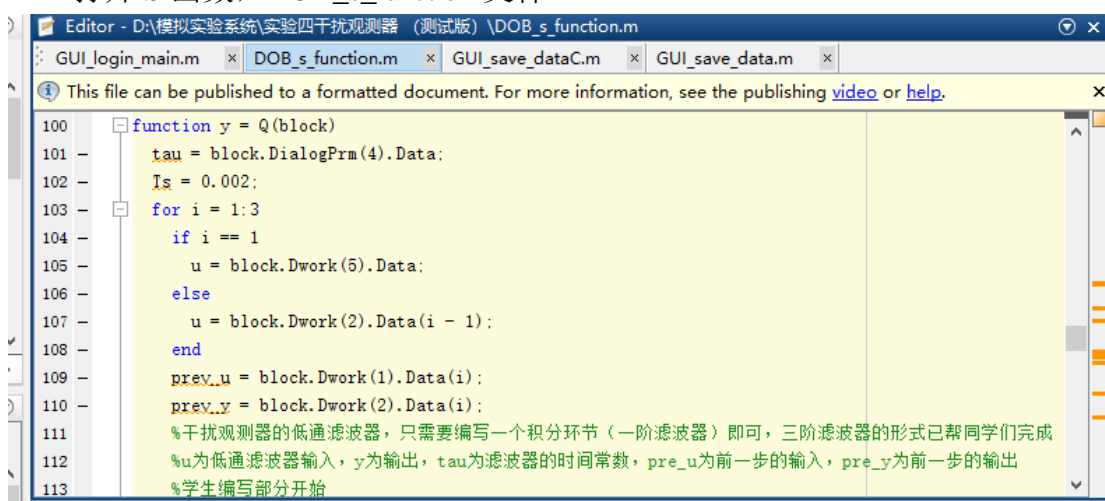 Editor - D:\模拟实验系统\实验四干扰观测器 （测试版）\DOB_s_function.m
GUI_login_main.m × DOB_s_function.m × GUI_save_dataC.m × GUI_save_data.m ×
This file can be published to a formatted document. For more information, see the publishing video or help.
100 function y = Q(block)
101 – tau = block.DialogPrm(4).Data;
102 – Ts = 0.002;
103 – for i = 1:3
104 – if i == 1
105 – u = block.Dwork(5).Data;
106 – else
107 – u = block.Dwork(2).Data(i - 1);
108 – end
109 – prev_u = block.Dwork(1).Data(i);
110 – prev_y = block.Dwork(2).Data(i);
111 %干扰观测器的低通滤波器，只需要编写一个积分环节（一阶滤波器）即可，三阶滤波器的形式已帮同学们完成
112 %u为低通滤波器输入，y为输出，tau为滤波器的时间常数，pre_u为前一步的输入，pre_y为前一步的输出
113 %学生编写部分开始